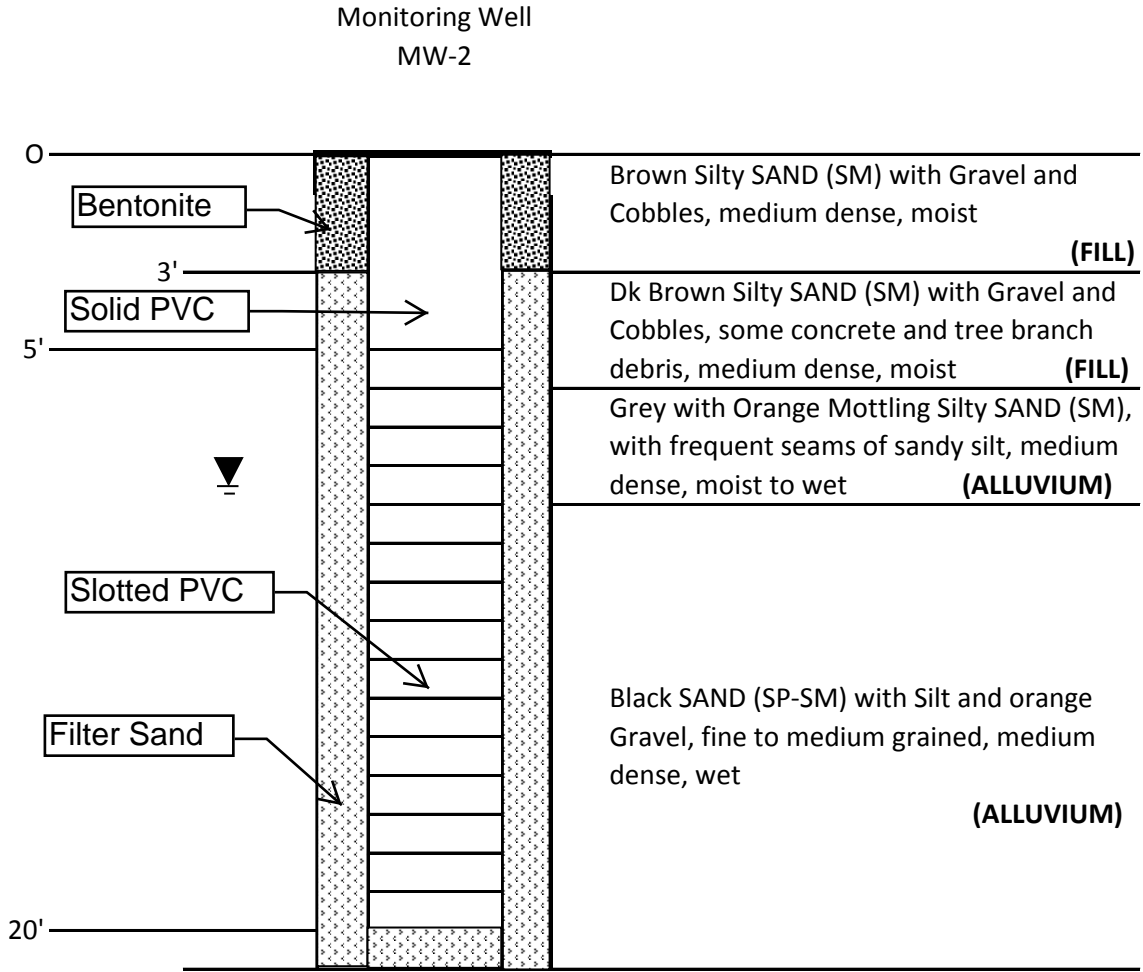 Monitoring Well
MW-2
O
Bentonite
3'
Solid PVC
5'
Slotted PVC
Filter Sand
20'
Brown Silty SAND (SM) with Gravel and
Cobbles, medium dense, moist
(FILL)
Dk Brown Silty SAND (SM) with Gravel and
Cobbles, some concrete and tree branch
debris, medium dense, moist (FILL)
Grey with Orange Mottling Silty SAND (SM),
with frequent seams of sandy silt, medium
dense, moist to wet (ALLUVIUM)
Black SAND (SP-SM) with Silt and orange
Gravel, fine to medium grained, medium
dense, wet
(ALLUVIUM)